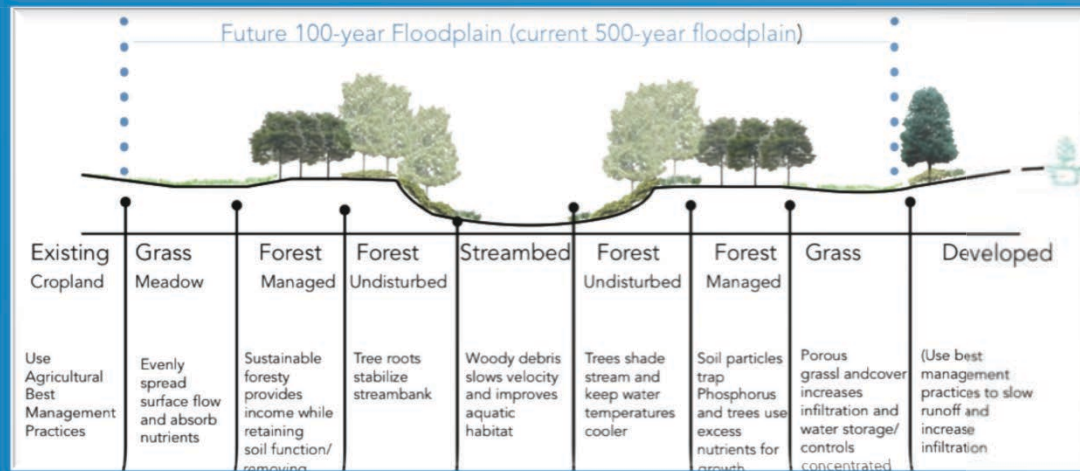 Future 100-year Floodplain (current 500-year floodplain)
Existing
Cropland
Grass
Meadow
Forest
Managed
Forest
Undisturbed
Streambed
Forest
Undisturbed
Forest
Managed
Grass
Developed
Use
Agricultural
Best
Management
Practices
Evenly
spread
surface flow
and absorb
nutrients
Sustainable
foresty
provides
income while
retaining
soil function/
removing
Tree roots
stabilize
streambank
Woody debris
slows velocity
and improves
aquatic
habitat
Trees shade
stream and
keep water
temperatures
cooler
Soil particles
trap
Phosphorus
and trees use
excess
nutrients for
growth
Porous
grassl andcover
increases
infiltration and
water storage/
controls
concentrated
(Use best
management
practices to slow
runoff and
increase
infiltration